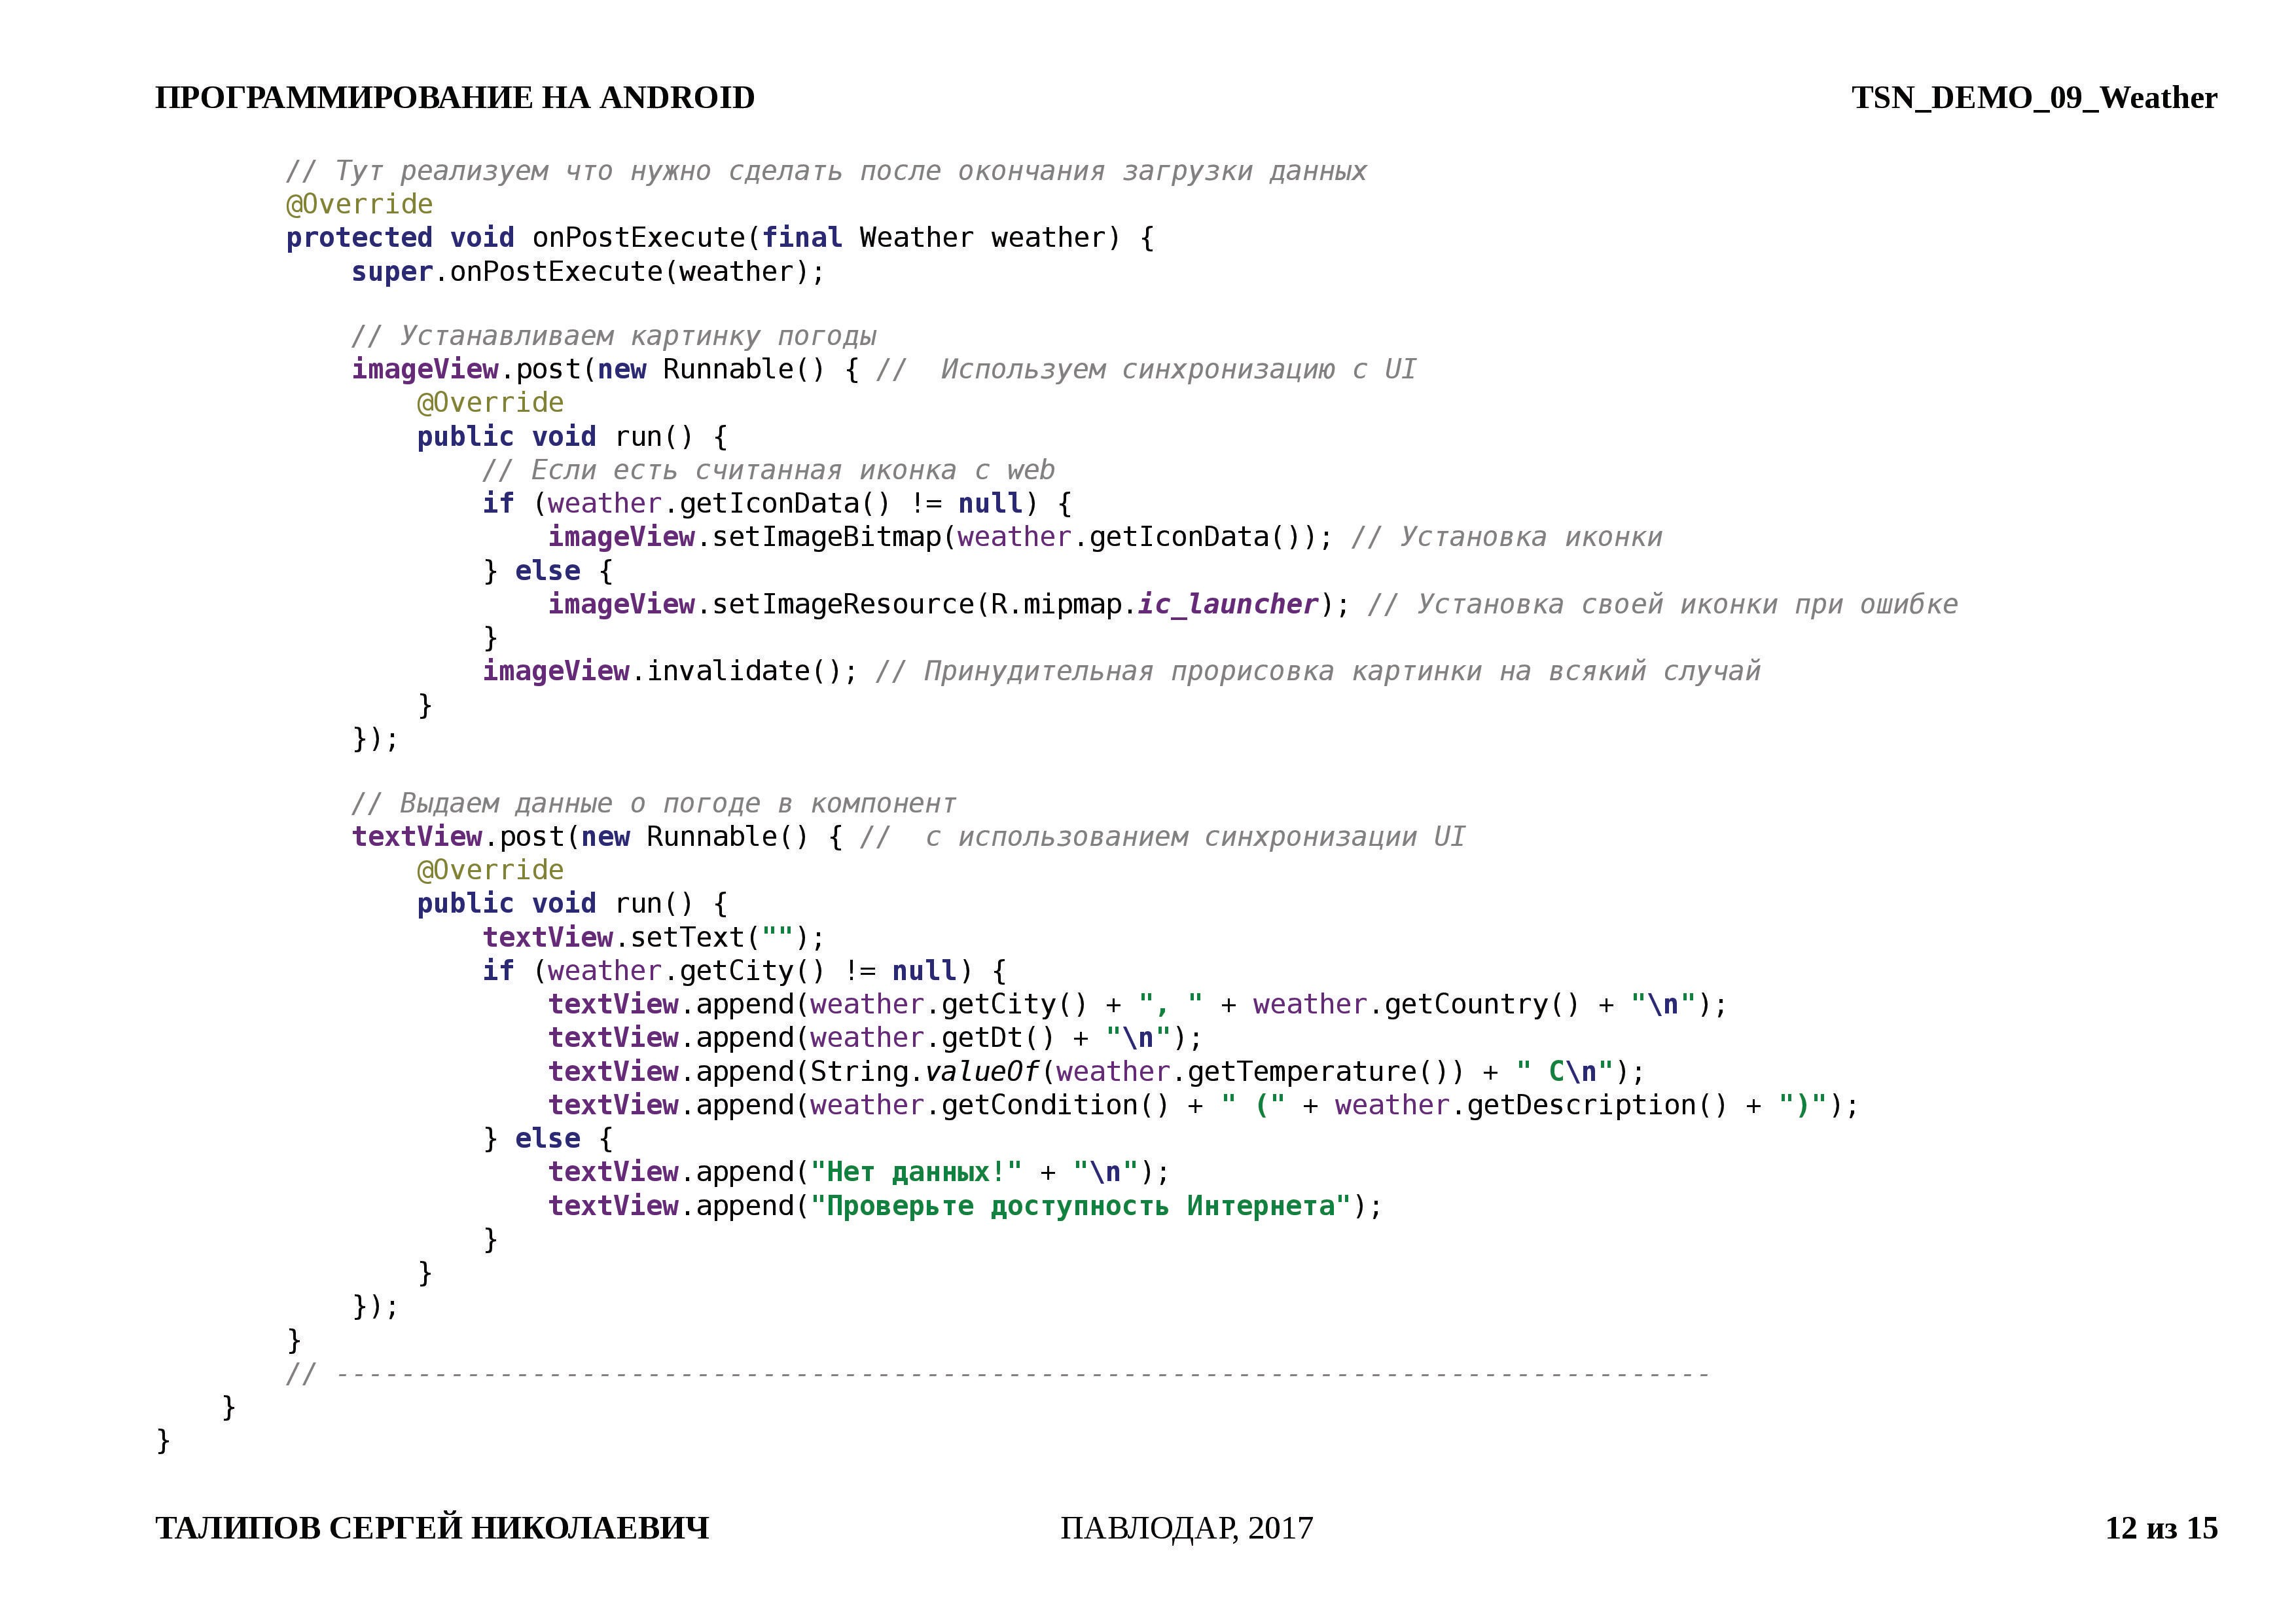 ПРОГРАММИРОВАНИЕ НА ANDROID TSN_DEMO_09_Weather
// Тут реализуем что нужно сделать после окончания загрузки данных
@Override
protected void onPostExecute(final Weather weather) {
super.onPostExecute(weather);
// Устанавливаем картинку погоды
imageView.post(new Runnable() { //  Используем синхронизацию с UI
@Override
public void run() {
// Если есть считанная иконка с web
if (weather.getIconData() != null) {
imageView.setImageBitmap(weather.getIconData()); // Установка иконки
} else {
imageView.setImageResource(R.mipmap.ic_launcher); // Установка своей иконки при ошибке
}
imageView.invalidate(); // Принудительная прорисовка картинки на всякий случай
}
});
// Выдаем данные о погоде в компонент
textView.post(new Runnable() { //  с использованием синхронизации UI
@Override
public void run() {
textView.setText("");
if (weather.getCity() != null) {
textView.append(weather.getCity() + ", " + weather.getCountry() + "\n");
textView.append(weather.getDt() + "\n");
textView.append(String.valueOf(weather.getTemperature()) + " C\n");
textView.append(weather.getCondition() + " (" + weather.getDescription() + ")");
} else {
textView.append("Нет данных!" + "\n");
textView.append("Проверьте доступность Интернета");
}
}
});
}
// ------------------------------------------------------------------------------------
}
}
ТАЛИПОВ СЕРГЕЙ НИКОЛАЕВИЧ ПАВЛОДАР, 2017 12 из 15